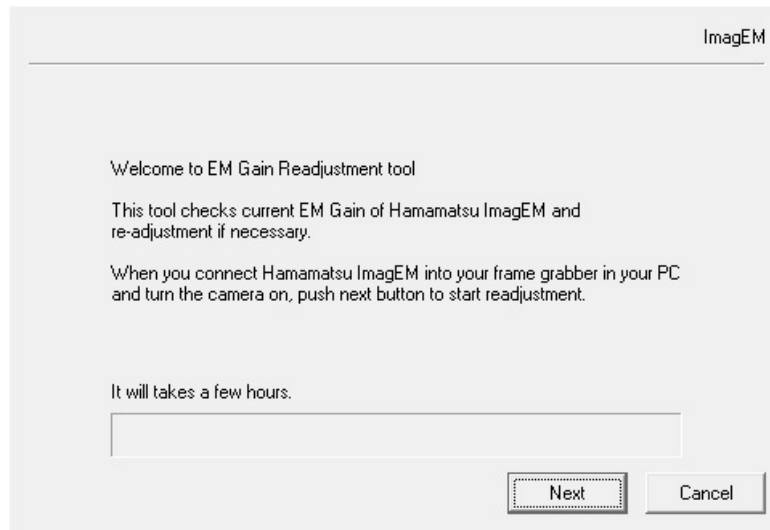 ImagEM
Welcome to EM Gain Readjustment tool
This tool checks current EM Gain of Hamamatsu ImagEM and
re-adjustment if necessary.
When you connect Hamamatsu ImagEM into your frame grabber in your PC
and turn the camera on, push next button to start readjustment.
It will takes a few hours.
Next
Cancel